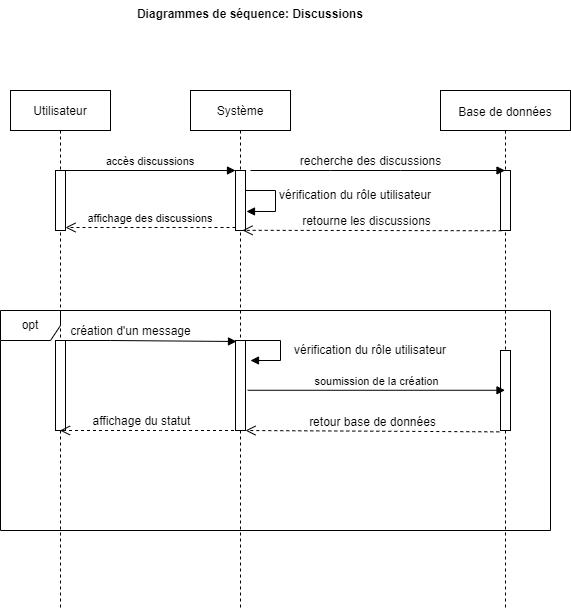 Diagrammes de séquence: Discussions
Utilisateur
Système
Base de données
accès discussions
recherche des discussions
vérification du rôle utilisateur
affichage des discussions
retourne les discussions
opt
création d'un message
vérification du rôle utilisateur
soumission de la création
affichage du statut
retour base de données